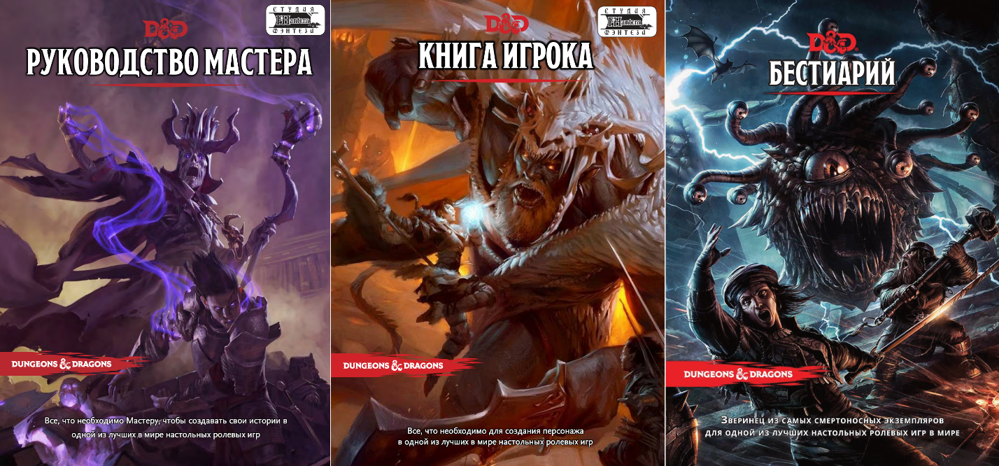 СТУДИЯ
PHantom
ФЭНТЕЗИ
D&D
РУКОВОДСТВО МАСТЕРА
DUNGEONS & DRAGONS
Все, что необходимо Мастеру, чтобы создавать свои истории в
одной из лучших в мире настольных ролевых игр
СТУДИЯ
PHantom
ФЭНТЕЗИ
D&D
КНИГА ИГРОКА
DUNGEONS & DRAGONS
Все, что необходимо для создания персонажа
в одной из лучших в мире настольных ролевых игр
D&D®
БЕСТИАРИЙ
DUNGEONS & DRAGONS
Зверинец из самых смертоносных экземпляров
для одной из лучших настольных ролевых игр в мире